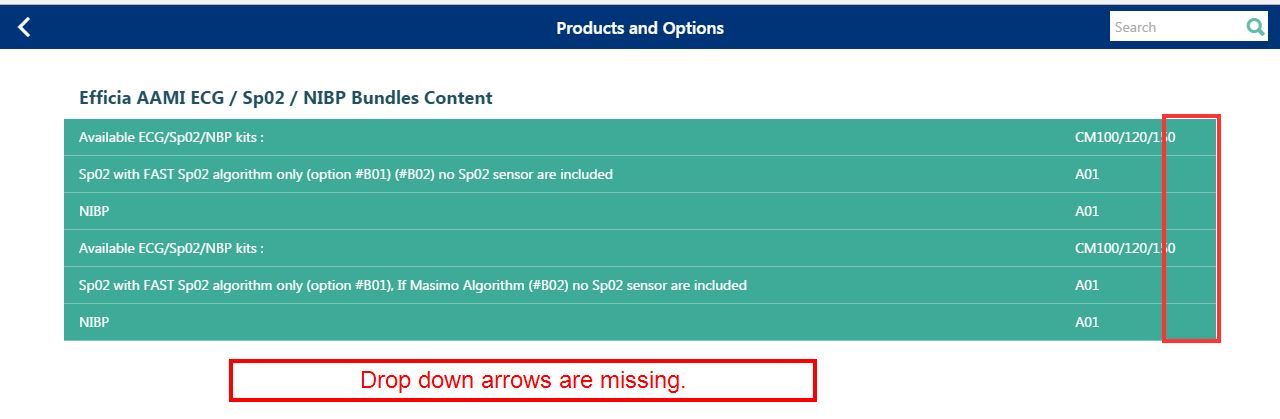 Products and Options
Search
Efficia AAMI ECG / Sp02 / NIBP Bundles Content
Available ECG/Sp02/NBP kits : CM100/120/150
Sp02 with FAST Sp02 algorithm only (option #B01) (#B02) no Sp02 sensor are included A01
NIBP A01
Available ECG/Sp02/NBP kits : CM100/120/150
Sp02 with FAST Sp02 algorithm only (option #B01), If Masimo Algorithm (#B02) no Sp02 sensor are included A01
NIBP A01
Drop down arrows are missing.